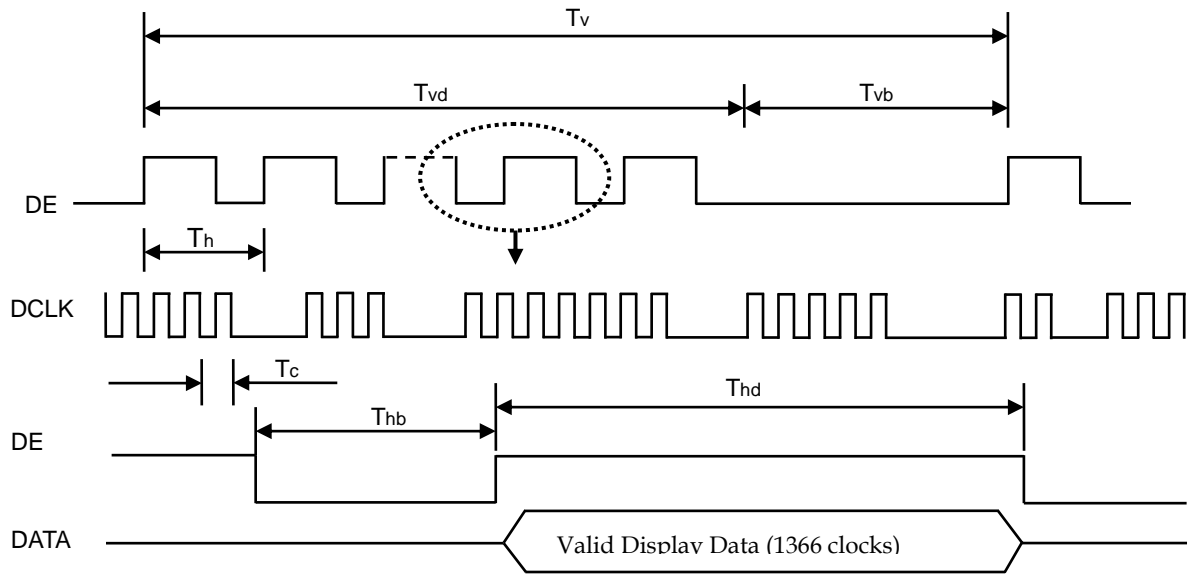 Tv
Tvd
Tvb
DE
Th
DCLK
Tc
Thd
Thb
DE
DATA
Valid Display Data (1366 clocks)